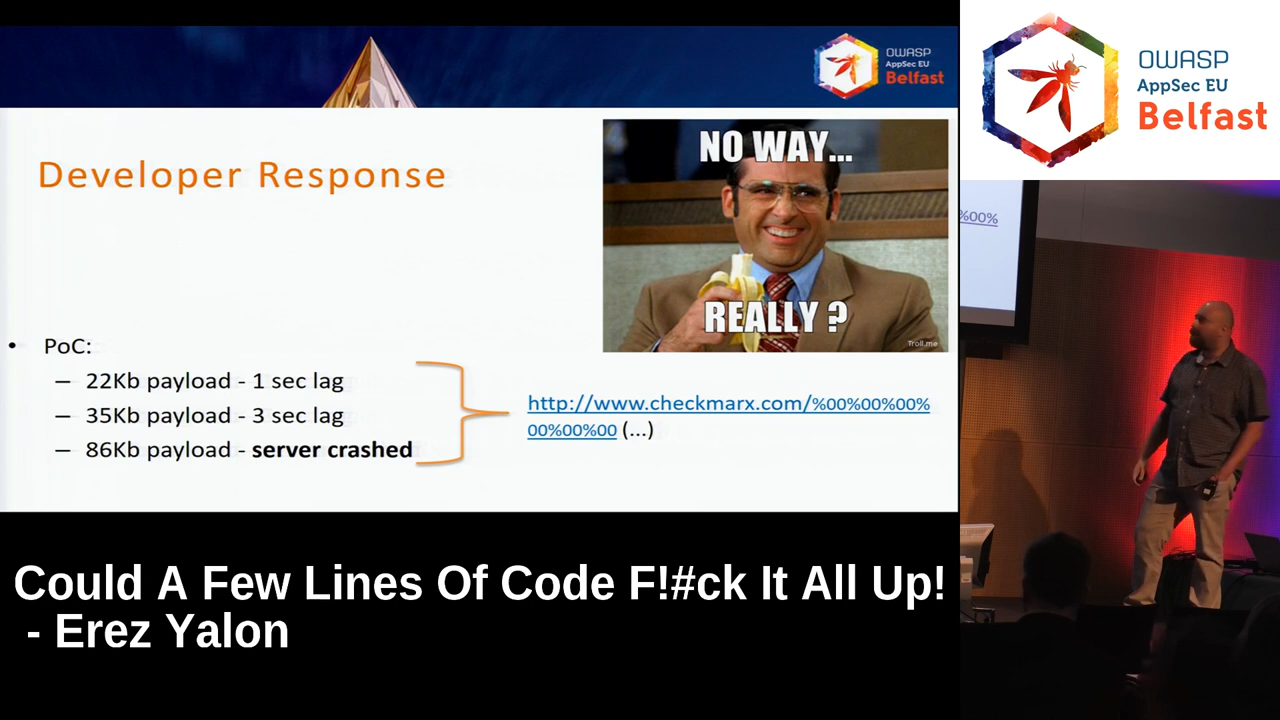 OWASP
AppSec EU
Belfast
OWASP
AppSec EU
Belfast
Developer Response
NO WAY...
REALLY ?
Troll.me
• PoC:
– 22Kb payload - 1 sec lag
– 35Kb payload - 3 sec lag
– 86Kb payload - server crashed
http://www.checkmarx.com/%00%00%00%
00%00%00 (...)
%00%
Could A Few Lines Of Code F!#ck It All Up!
- Erez Yalon